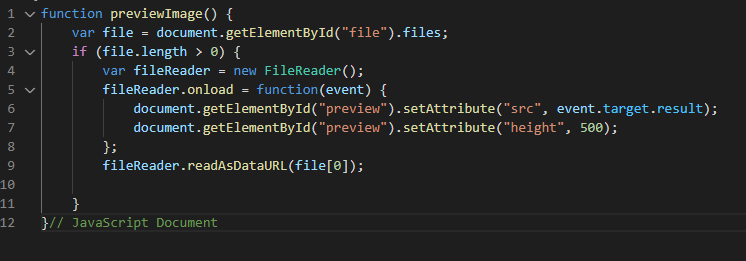 1 function previewImage() {
2 var file = document.getElementById("file").files;
3 if (file.length > 0) {
4 var fileReader = new FileReader();
5 fileReader.onload = function(event) {
6 document.getElementById("preview").setAttribute("src", event.target.result);
7 document.getElementById("preview").setAttribute("height", 500);
8 };
9 fileReader.readAsDataURL(file[0]);
10
11 }
12 }// JavaScript Document